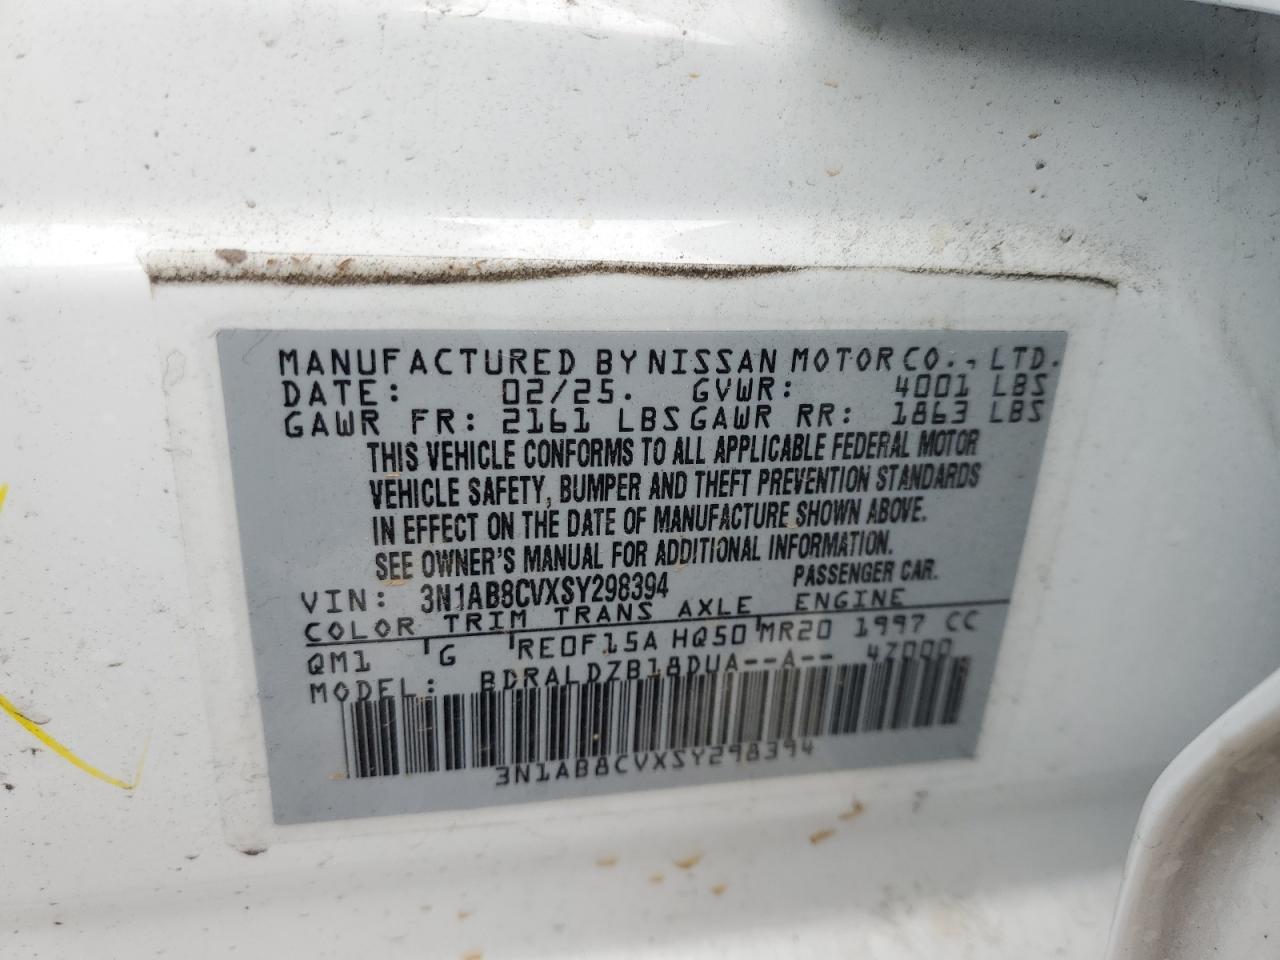 MANUFACTURED BY NISSAN MOTOR CO., LTD.
DATE: 02/25. GVWR: 4001 LBS
GAWR FR: 2161 LBS GAWR RR: 1863 LBS
THIS VEHICLE CONFORMS TO ALL APPLICABLE FEDERAL MOTOR
VEHICLE SAFETY, BUMPER AND THEFT PREVENTION STANDARDS
IN EFFECT ON THE DATE OF MANUFACTURE SHOWN ABOVE.
SEE OWNER'S MANUAL FOR ADDITIONAL INFORMATION.
VIN: 3N1AB8CVXSY298394 PASSENGER CAR.
COLOR TRIM TRANS AXLE ENGINE
QM1 G RE0F15A HQ50 MR20 1997 CC
MODEL: BDRALDZB18DUA--A-- 47000
3N1AB8CVXSY298394